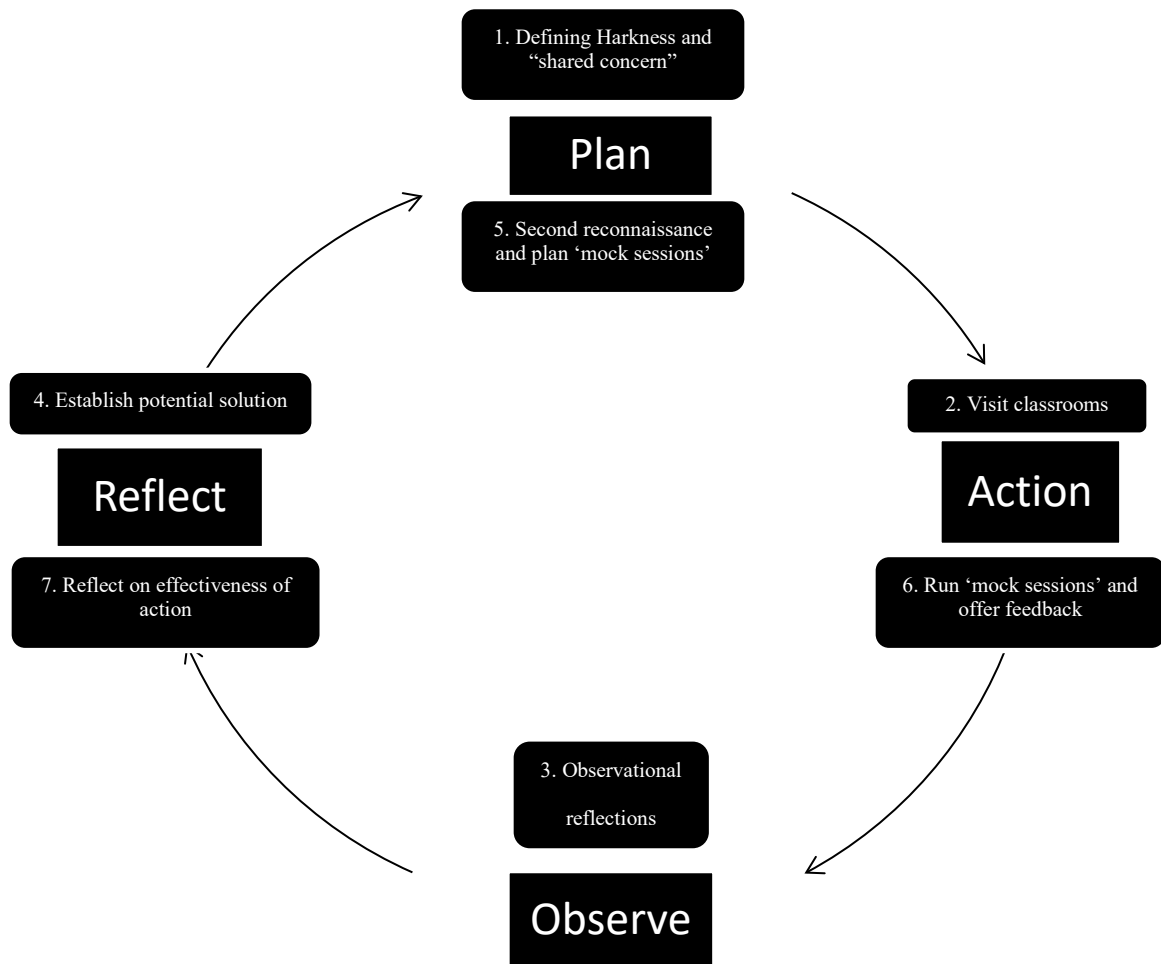 1. Defining Harkness and
“shared concern”
Plan
5. Second reconnaissance
and plan ‘mock sessions’
4. Establish potential solution
Reflect
7. Reflect on effectiveness of
action
2. Visit classrooms
Action
6. Run ‘mock sessions’ and
offer feedback
3. Observational
reflections
Observe